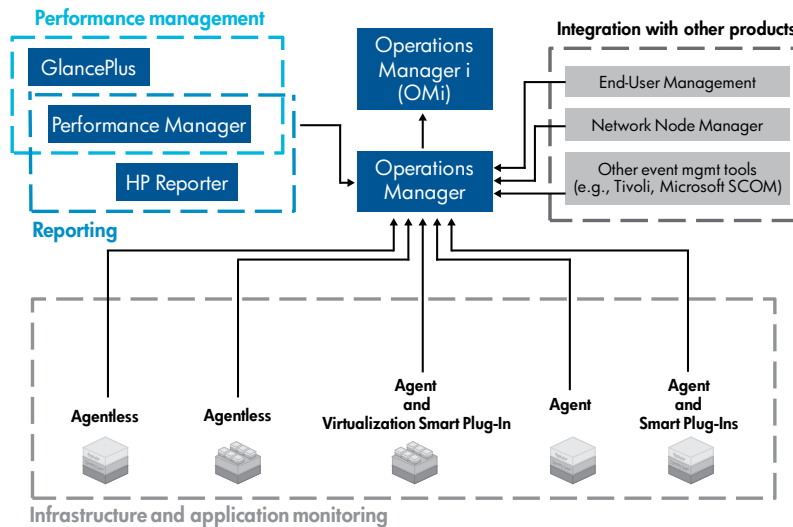 Performance management
GlancePlus
Performance Manager
HP Reporter
Reporting
Operations
Manager i
(OMi)
Operations
Manager
Integration with other products
End-User Management
Network Node Manager
Other event mgmt tools
(e.g., Tivoli, Microsoft SCOM)
Agentless
Agentless
Agent
and
Virtualization Smart Plug-In
Agent
Agent
and
Smart Plug-Ins
Infrastructure and application monitoring